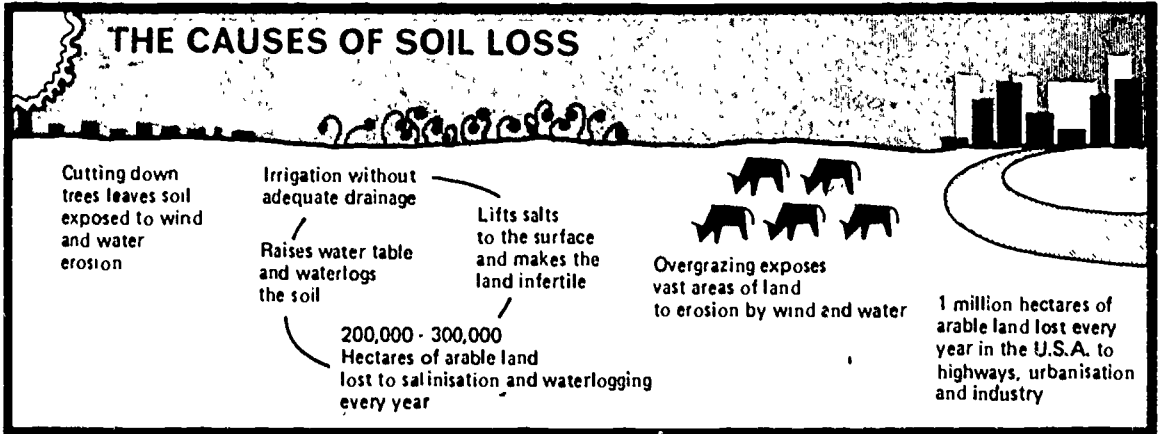 THE CAUSES OF SOIL LOSS
Cutting down
trees leaves soil
exposed to wind
and water
erosion
Irrigation without
adequate drainage
Raises water table
and waterlogs
the soil
Lifts salts
to the surface
and makes the
land infertile
200,000 - 300,000
Hectares of arable land
lost to salinisation and waterlogging
every year
Overgrazing exposes
vast areas of land
to erosion by wind and water
1 million hectares of
arable land lost every
year in the U.S.A. to
highways, urbanisation
and industry